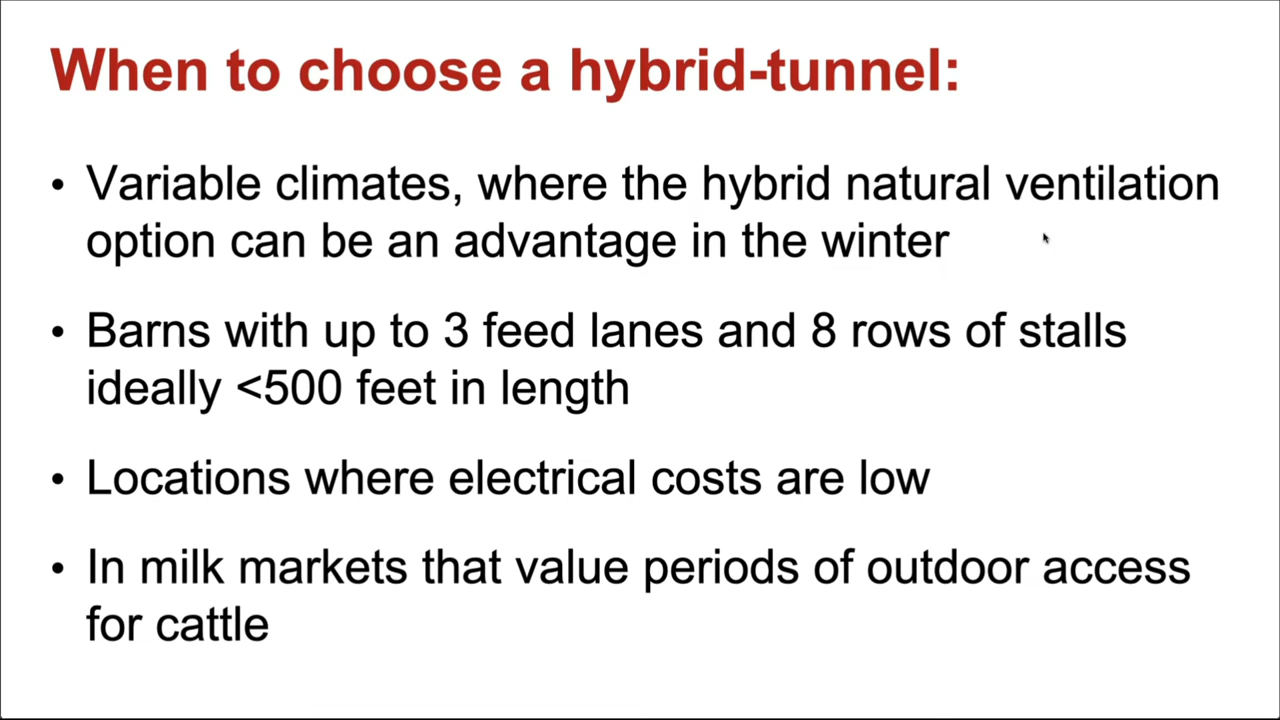 When to choose a hybrid-tunnel:
• Variable climates, where the hybrid natural ventilation
option can be an advantage in the winter
• Barns with up to 3 feed lanes and 8 rows of stalls
ideally <500 feet in length
• Locations where electrical costs are low
• In milk markets that value periods of outdoor access
for cattle